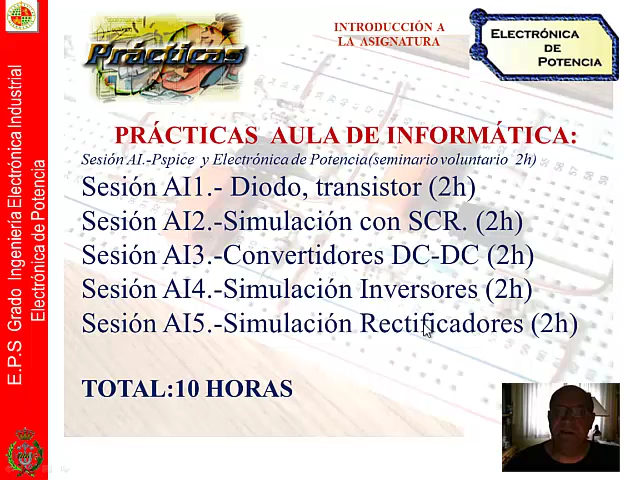 Prácticas
INTRODUCCIÓN A
LA ASIGNATURA
ELECTRÓNICA
DE
POTENCIA
E.P.S Grado Ingeniería Electrónica Industrial
Electrónica de Potencia
PRÁCTICAS AULA DE INFORMÁTICA:
Sesión AI.-Pspice y Electrónica de Potencia(seminario voluntario 2h)
Sesión AI1.- Diodo, transistor (2h)
Sesión AI2.-Simulación con SCR. (2h)
Sesión AI3.-Convertidores DC-DC (2h)
Sesión AI4.-Simulación Inversores (2h)
Sesión AI5.-Simulación Rectificadores (2h)
TOTAL:10 HORAS